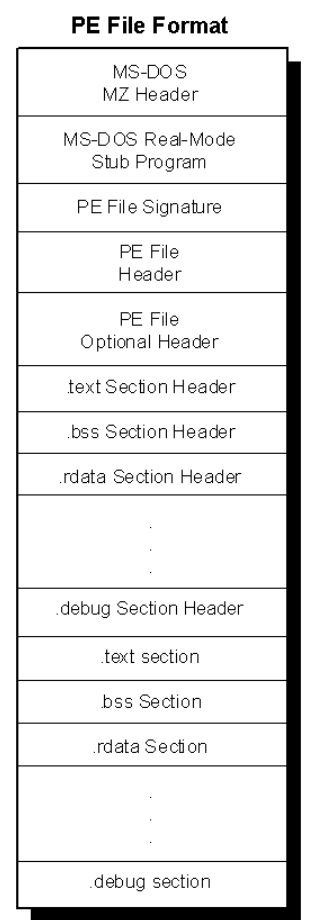 PE File Format
MS-DOS
MZ Header
MS-DOS Real-Mode
Stub Program
PE File Signature
PE File
Header
PE File
Optional Header
.text Section Header
.bss Section Header
.rdata Section Header
.
.
.
.debug Section Header
.text section
.bss Section
.rdata Section
.
.
.
.debug section